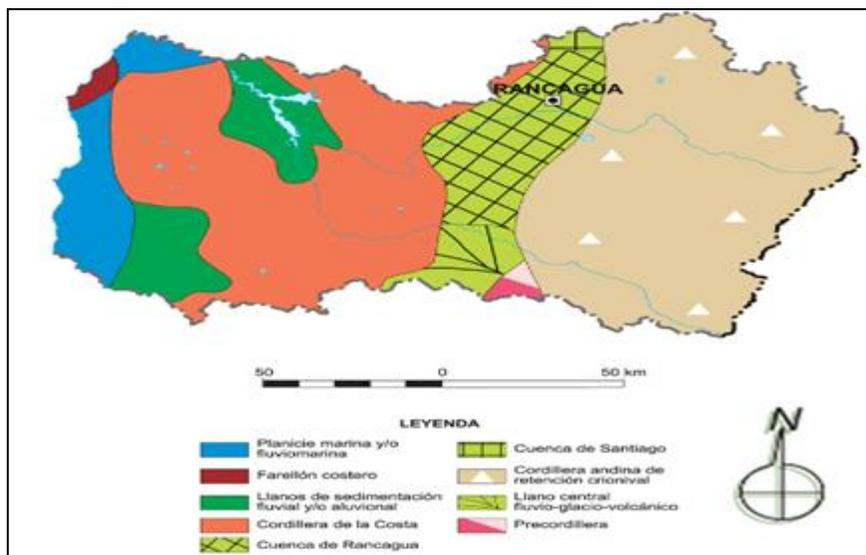 RANCAGUA
50 0 50 km
LEYENDA
Planicie marina y/o
fluviomarina
Farellón costero
Llanos de sedimentación
fluvial y/o aluvional
Cordillera de la Costa
Cuenca de Rancagua
Cuenca de Santiago
Cordillera andina de
retención crionival
Llano central
fluvio-glacio-volcánico
Precordillera
N